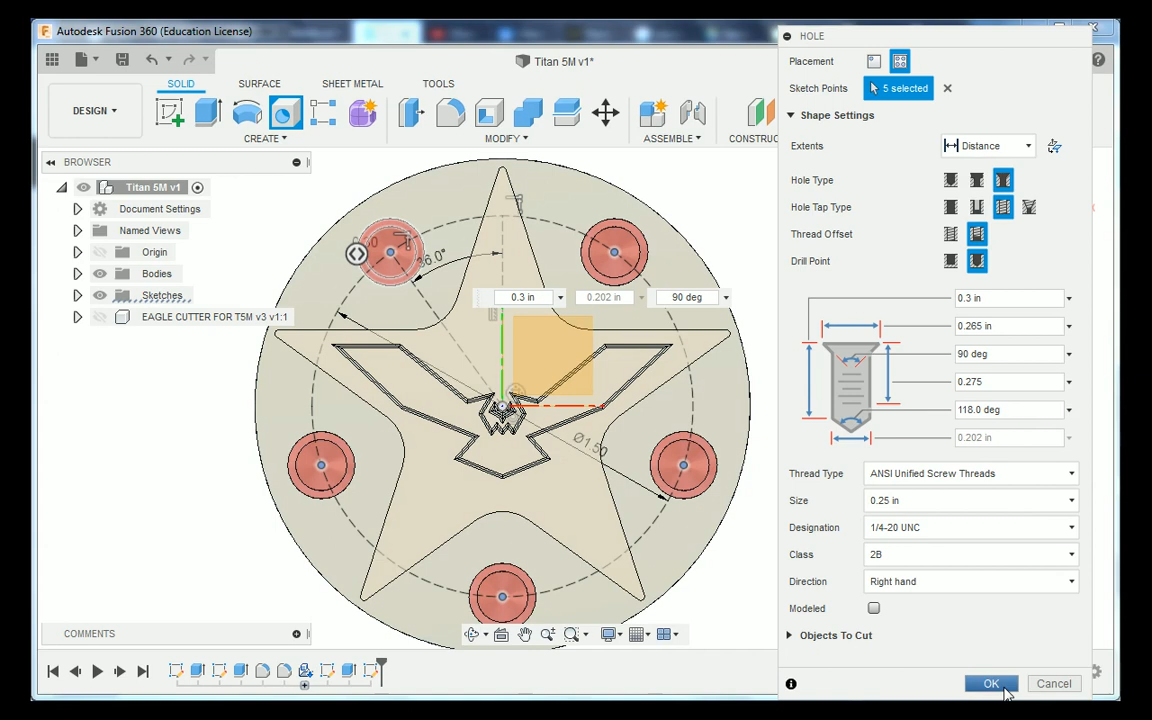 Autodesk Fusion 360 (Education License)
HOLE
Placement
Titan 5M v1*
Sketch Points 5 selected
SOLID SURFACE SHEET METAL TOOLS
DESIGN
Shape Settings
CREATE MODIFY ASSEMBLE CONSTRUC
Extents Distance
BROWSER
Hole Type
Titan 5M v1
Hole Tap Type
Document Settings
Named Views
Thread Offset
Origin
Drill Point
36.0°
Bodies
Sketches
0.3 in 0.202 in 90 deg
0.3 in
EAGLE CUTTER FOR T5M v3 v1:1
0.265 in
90 deg
0.275
118.0 deg
0.202 in
Ø1.50
Thread Type ANSI Unified Screw Threads
Size 0.25 in
Designation 1/4-20 UNC
Class 2B
Direction Right hand
Modeled
COMMENTS
Objects To Cut
OK Cancel